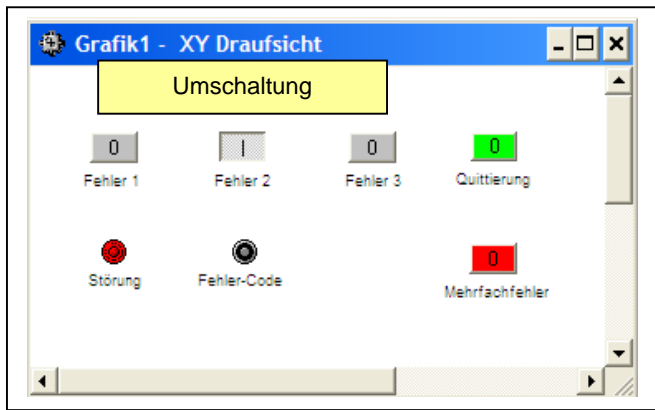 Grafik1 - XY Draufsicht
Umschaltung
0 I 0 0
Fehler 1 Fehler 2 Fehler 3 Quittierung
0
Störung Fehler-Code Mehrfachfehler